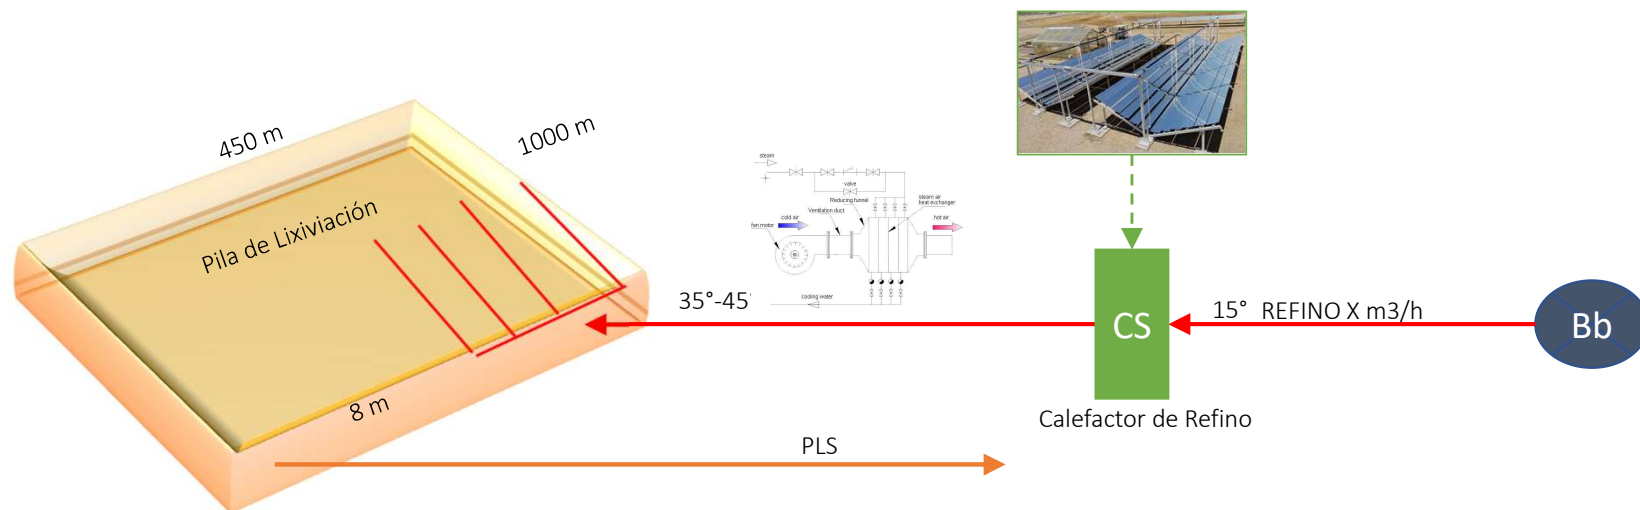 450 m
1000 m
Pila de Lixiviación
8 m
steam
valve
Reducing funnel
steam air
heat exchanger
Ventilation duct
cold air
hot air
fan motor
cooling water
35°-45
CS
15° REFINO X m3/h
Bb
Calefactor de Refino
PLS